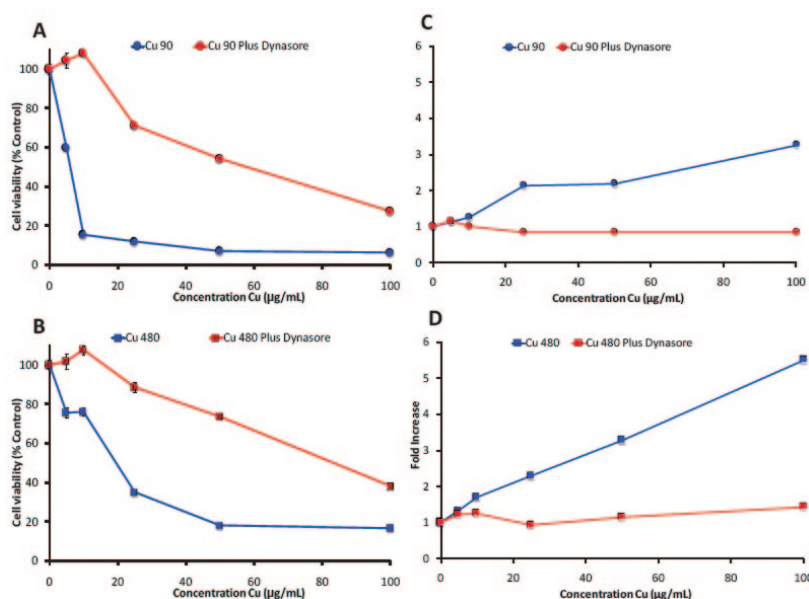 A
Cu 90
Cu 90 Plus Dynasore
Cell viability (% Control)
100
80
60
40
20
0
0 20 40 60 80 100
Concentration Cu (µg/mL)
C
Cu 90
Cu 90 Plus Dynasore
6
5
4
3
2
1
0
0 20 40 60 80 100
Concentration Cu (µg/mL)
B
Cu 480
Cu 480 Plus Dynasore
Cell viability (% Control)
100
80
60
40
20
0
0 20 40 60 80 100
Concentration Cu (µg/mL)
D
Cu 480
Cu 480 Plus Dynasore
Fold Increase
6
5
4
3
2
1
0
0 20 40 60 80 100
Concentration Cu (µg/mL)